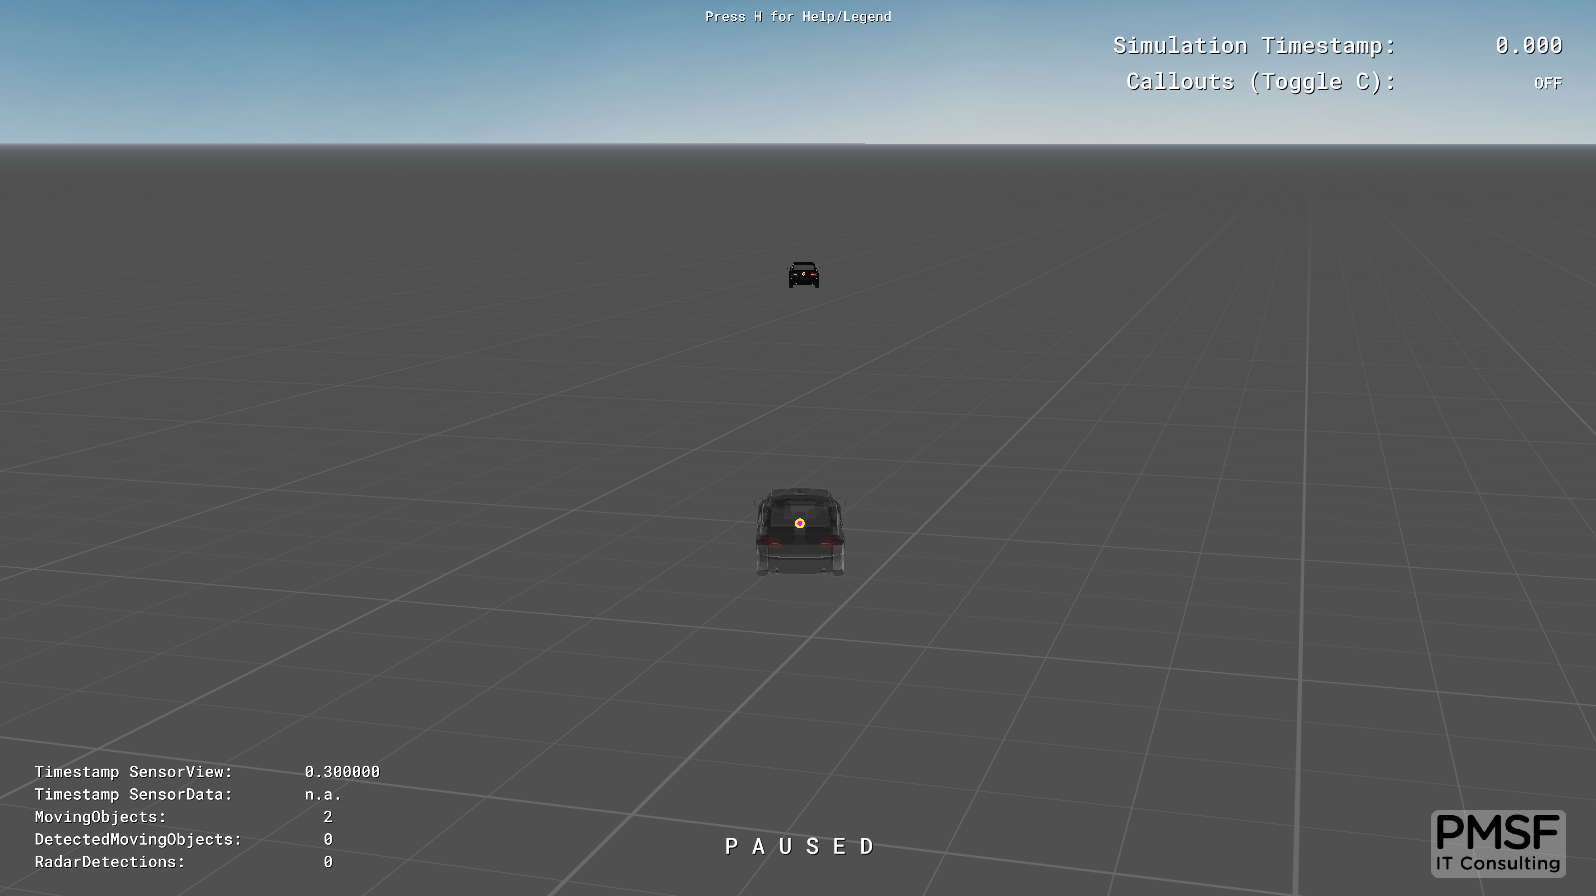 Press H for Help/Legend
Simulation Timestamp: 0.000
Callouts (Toggle C): OFF
Timestamp SensorView: 0.300000
Timestamp SensorData: n.a.
MovingObjects: 2
DetectedMovingObjects: 0
RadarDetections: 0
PAUSED
PMSF
IT Consulting